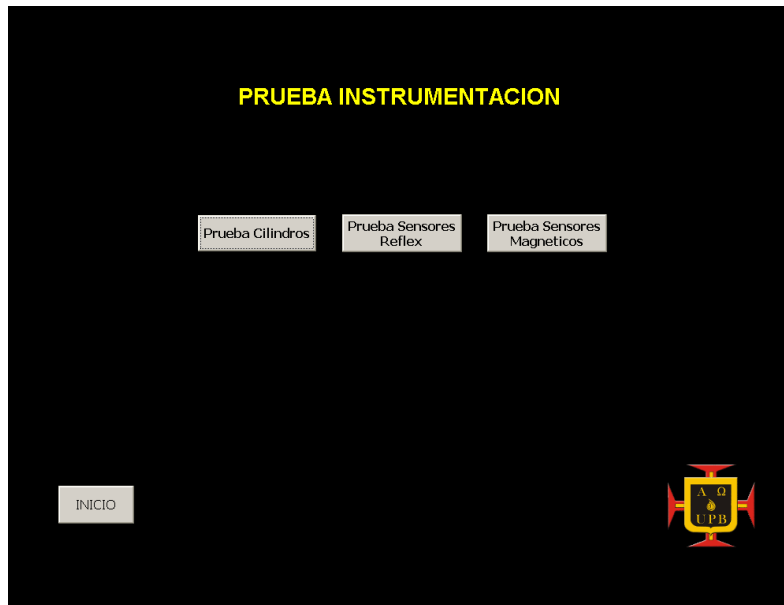 PRUEBA INSTRUMENTACION
Prueba Cilindros
Prueba Sensores
Reflex
Prueba Sensores
Magneticos
INICIO
Α Ω
UPB